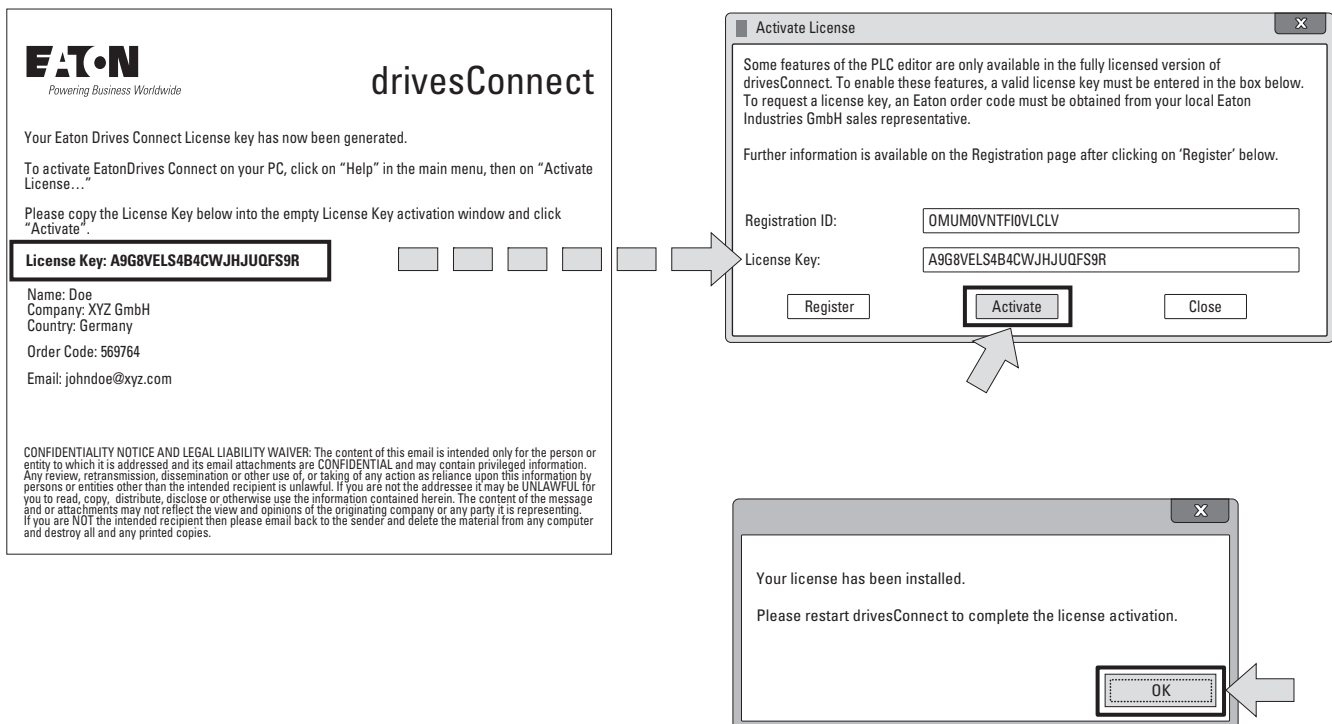 EATON
Powering Business Worldwide
drivesConnect
Your Eaton Drives Connect License key has now been generated.
To activate EatonDrives Connect on your PC, click on “Help” in the main menu, then on “Activate
License…”
Please copy the License Key below into the empty License Key activation window and click
“Activate”.
License Key: A9G8VELS4B4CWJHJUQFS9R
Name: Doe
Company: XYZ GmbH
Country: Germany
Order Code: 569764
Email: johndoe@xyz.com
CONFIDENTIALITY NOTICE AND LEGAL LIABILITY WAIVER: The content of this email is intended only for the person or
entity to which it is addressed and its email attachments are CONFIDENTIAL and may contain privileged information.
Any review, retransmission, dissemination or other use of, or taking of any action as reliance upon this information by
persons or entities other than the intended recipient is unlawful. If you are not the addressee it may be UNLAWFUL for
you to read, copy, distribute, disclose or otherwise use the information contained herein. The content of the message
and or attachments may not reflect the view and opinions of the originating company or any party it is representing.
If you are NOT the intended recipient then please email back to the sender and delete the material from any computer
and destroy all and any printed copies.
Activate License
X
Some features of the PLC editor are only available in the fully licensed version of
drivesConnect. To enable these features, a valid license key must be entered in the box below.
To request a license key, an Eaton order code must be obtained from your local Eaton
Industries GmbH sales representative.
Further information is available on the Registration page after clicking on ‘Register’ below.
Registration ID: OMUM0VNTFI0VLCLV
License Key: A9G8VELS4B4CWJHJUQFS9R
Register Activate Close
X
Your license has been installed.
Please restart drivesConnect to complete the license activation.
OK